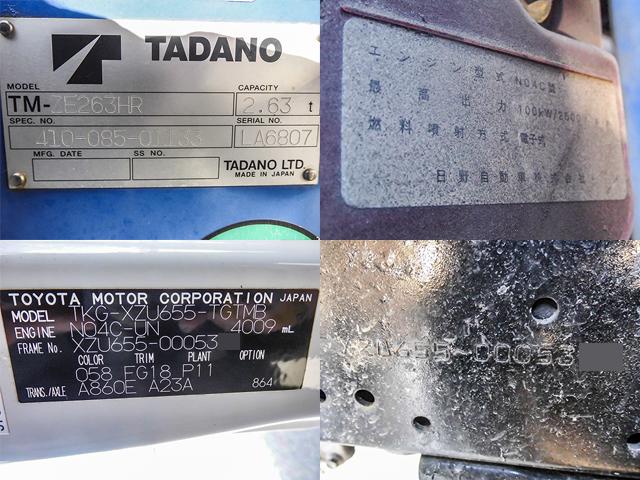 TADANO
MODEL
CAPACITY
TM-ZE263HR
2.63 t
SPEC. NO.
SERIAL NO.
LA6807
MFG. DATE
SS NO.
TADANO LTD.
MADE IN JAPAN
エンジン型式 N04C型
最高出力 100kW/2500
燃料噴射方式 電子式
日野自動車株式会社
TOYOTA MOTOR CORPORATION JAPAN
MODEL TKG-XZU655-TGTMB
ENGINE N04C-UN 4009 mL
FRAME No. XZU655-00053
COLOR TRIM PLANT OPTION
058 FG18 P11
TRANS./AXLE A860E A23A 864
XZU655-00053